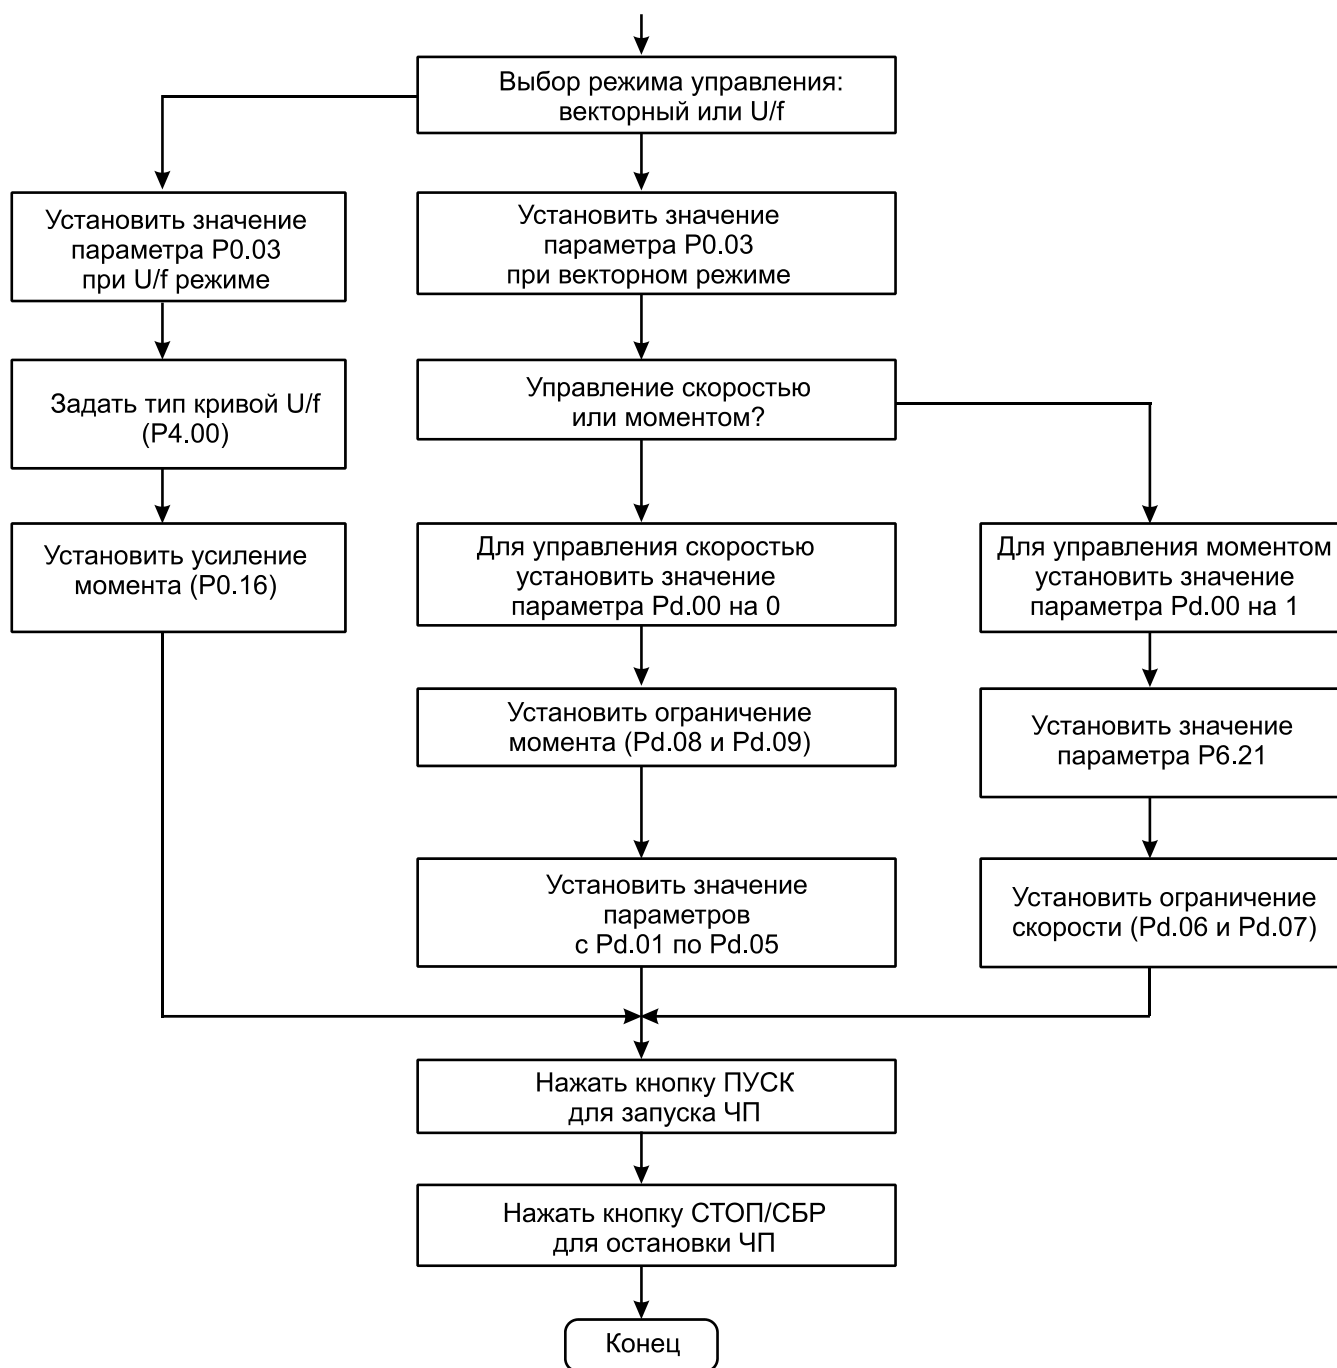 Выбор режима управления:
векторный или U/f
Установить значение
параметра P0.03
при U/f режиме
Установить значение
параметра P0.03
при векторном режиме
Задать тип кривой U/f
(P4.00)
Управление скоростью
или моментом?
Установить усиление
момента (P0.16)
Для управления скоростью
установить значение
параметра Pd.00 на 0
Для управления моментом
установить значение
параметра Pd.00 на 1
Установить ограничение
момента (Pd.08 и Pd.09)
Установить значение
параметра P6.21
Установить значение
параметров
с Pd.01 по Pd.05
Установить ограничение
скорости (Pd.06 и Pd.07)
Нажать кнопку ПУСК
для запуска ЧП
Нажать кнопку СТОП/СБР
для остановки ЧП
Конец